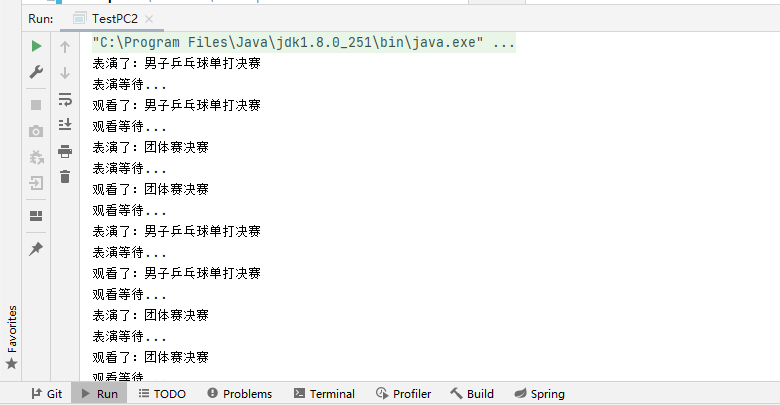 Run: TestPC2
"C:\Program Files\Java\jdk1.8.0_251\bin\java.exe" ...
表演了：男子乒乓球单打决赛
表演等待...
观看了：男子乒乓球单打决赛
观看等待...
表演了：团体赛决赛
表演等待...
观看了：团体赛决赛
观看等待...
表演了：男子乒乓球单打决赛
表演等待...
观看了：男子乒乓球单打决赛
观看等待...
表演了：团体赛决赛
表演等待...
观看了：团体赛决赛
观看等待
Favorites
Git Run TODO Problems Terminal Profiler Build Spring